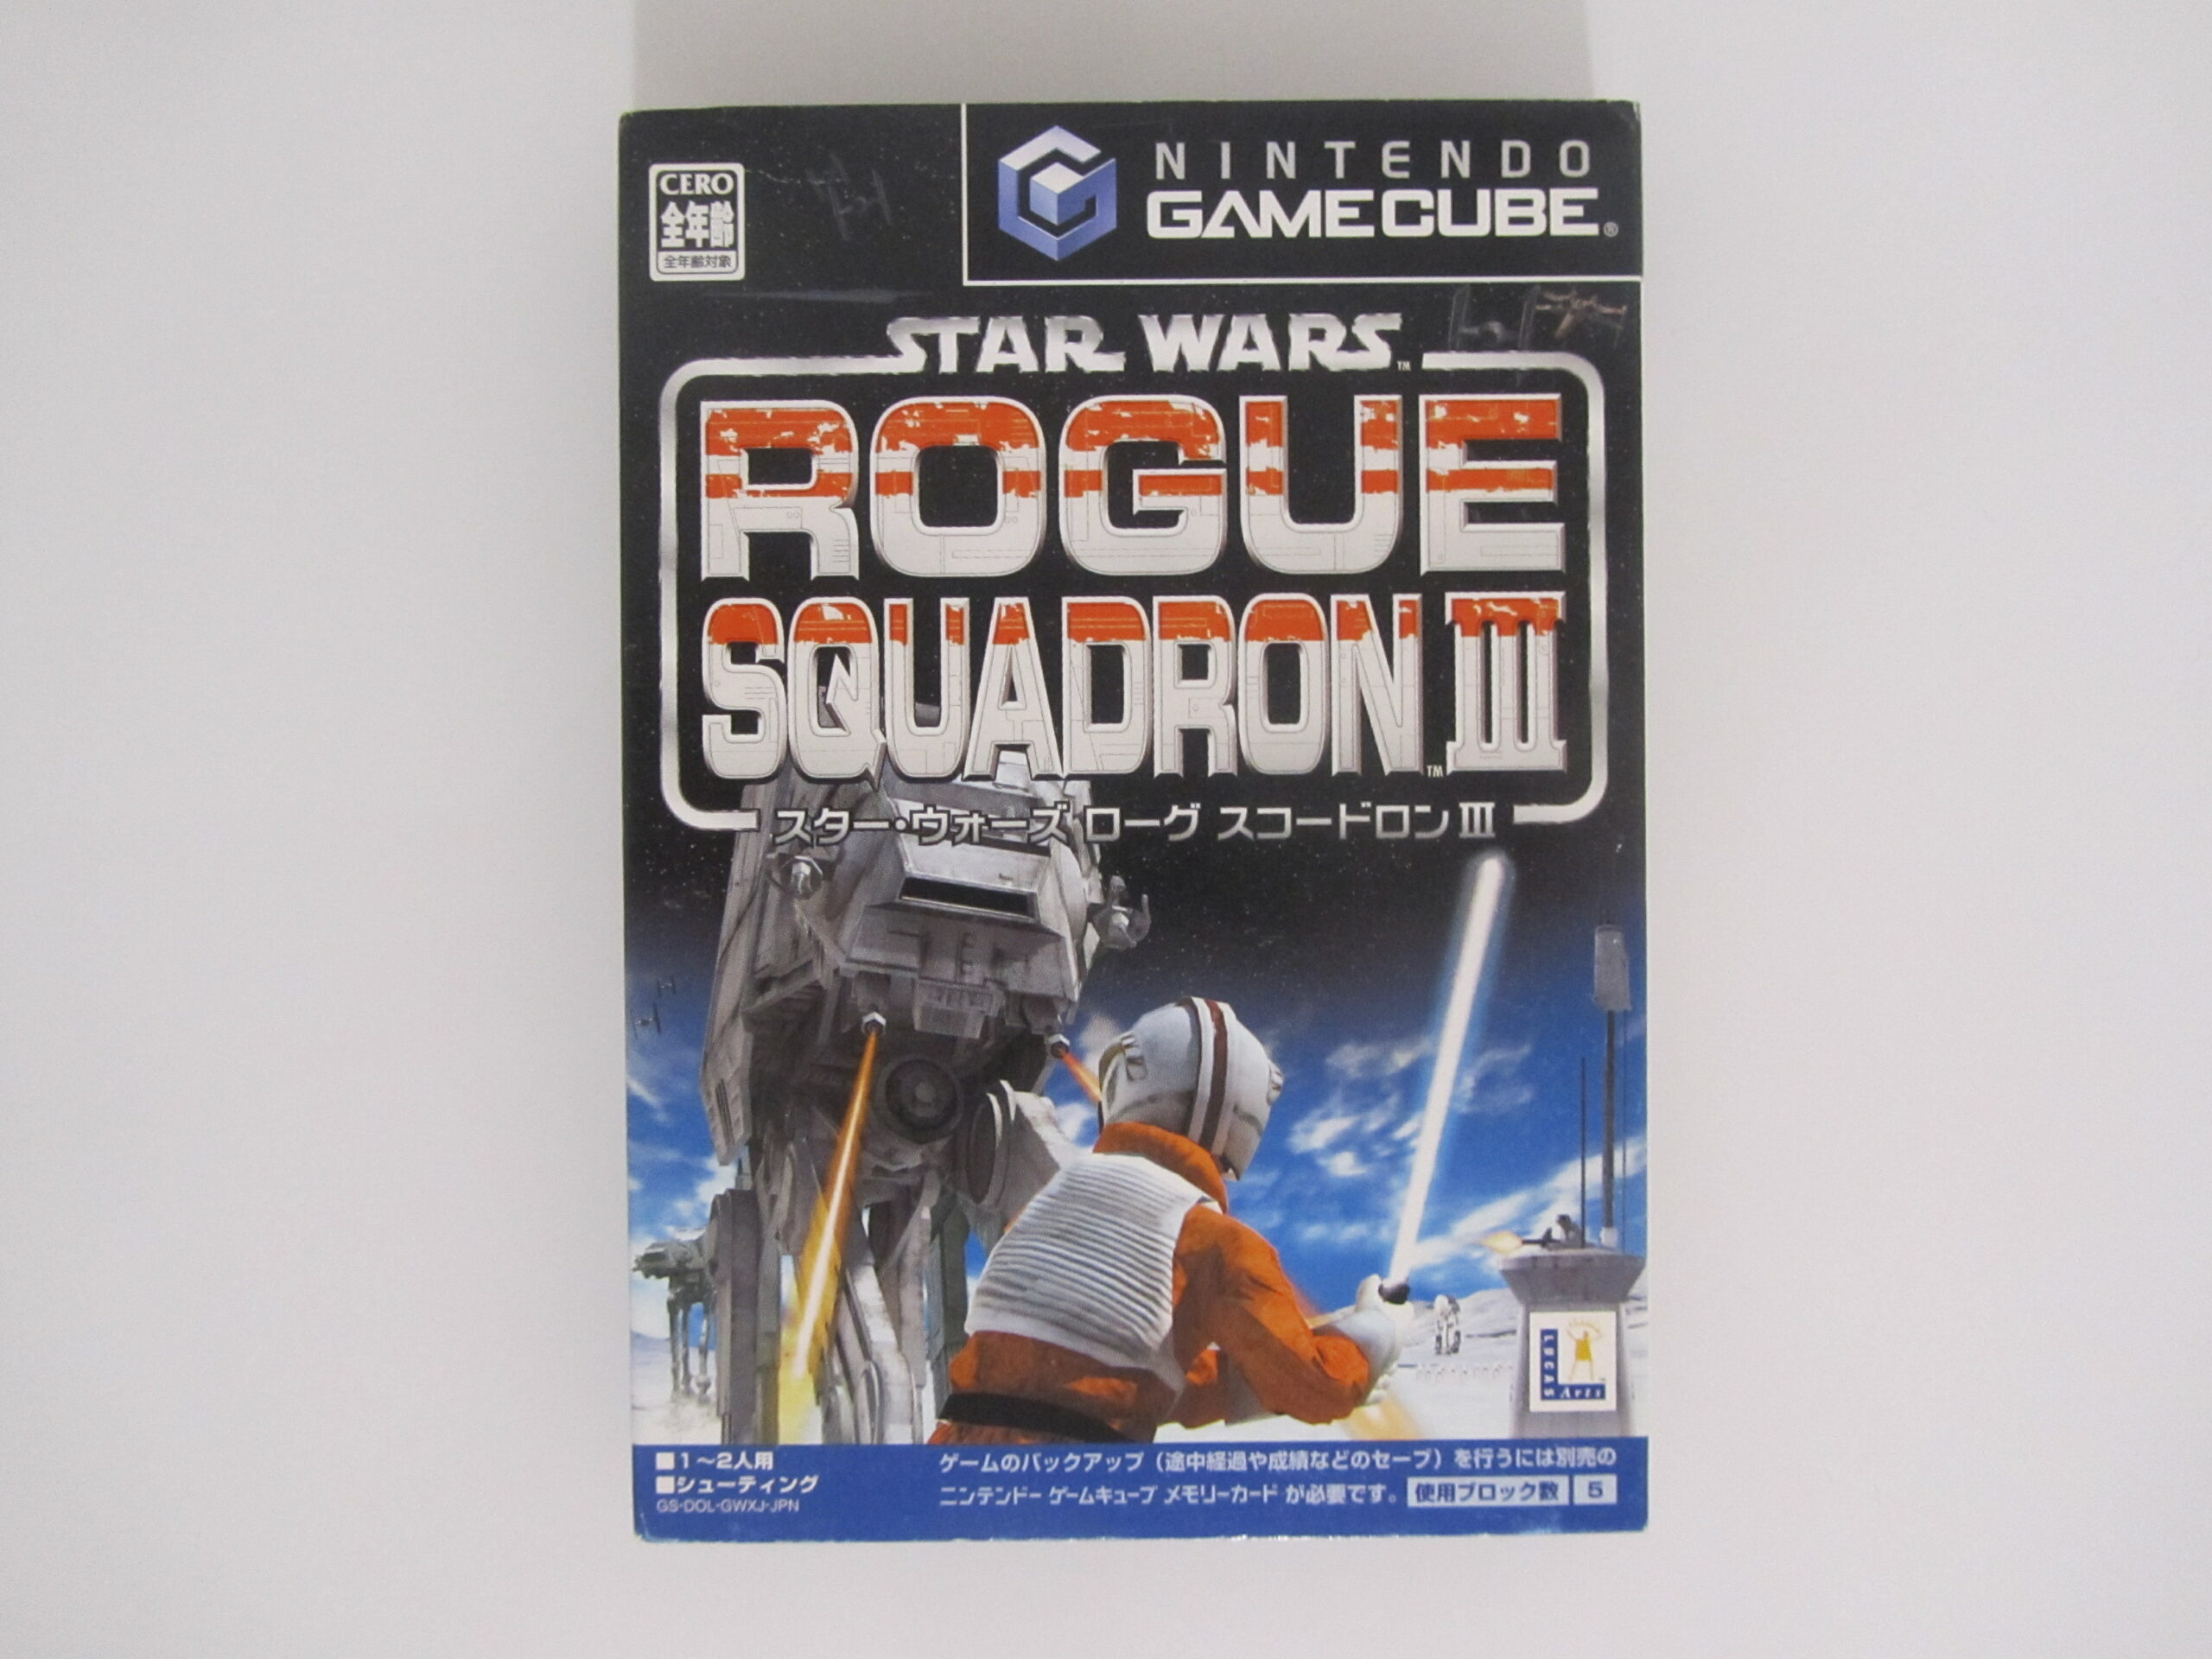 CERO
全年齢
全年齢対象
NINTENDO
GAMECUBE®
STAR WARS™
ROGUE
SQUADRON™ III
スター・ウォーズ ローグ スコードロン III
LUCAS
Arts
■1～2人用
■シューティング
GS-DOL-GWXJ-JPN
ゲームのバックアップ（途中経過や成績などのセーブ）を行うには別売の
ニンテンドー ゲームキューブ メモリーカード が必要です。 使用ブロック数 5